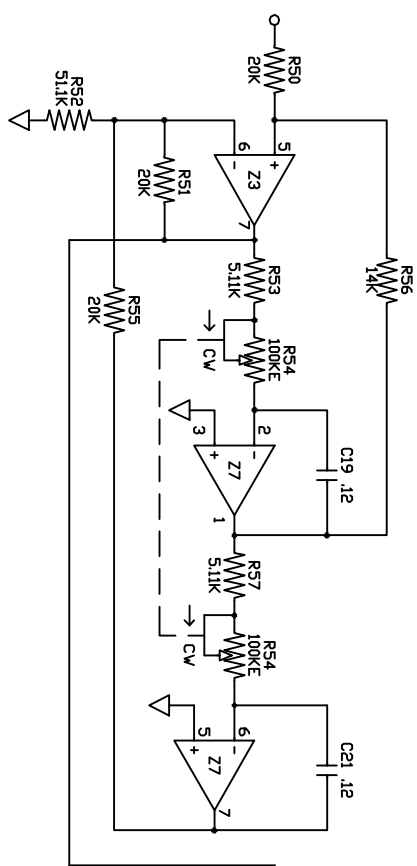 R50
20K
R56
14K
5
+
6
-
Z3
7
R52
51.1K
R51
20K
R55
20K
R53
5.11K
R54
100KE
CW
2
-
3
+
Z7
1
C19 .12
R57
5.11K
R54
100KE
CW
6
-
5
+
Z7
7
C21 .12